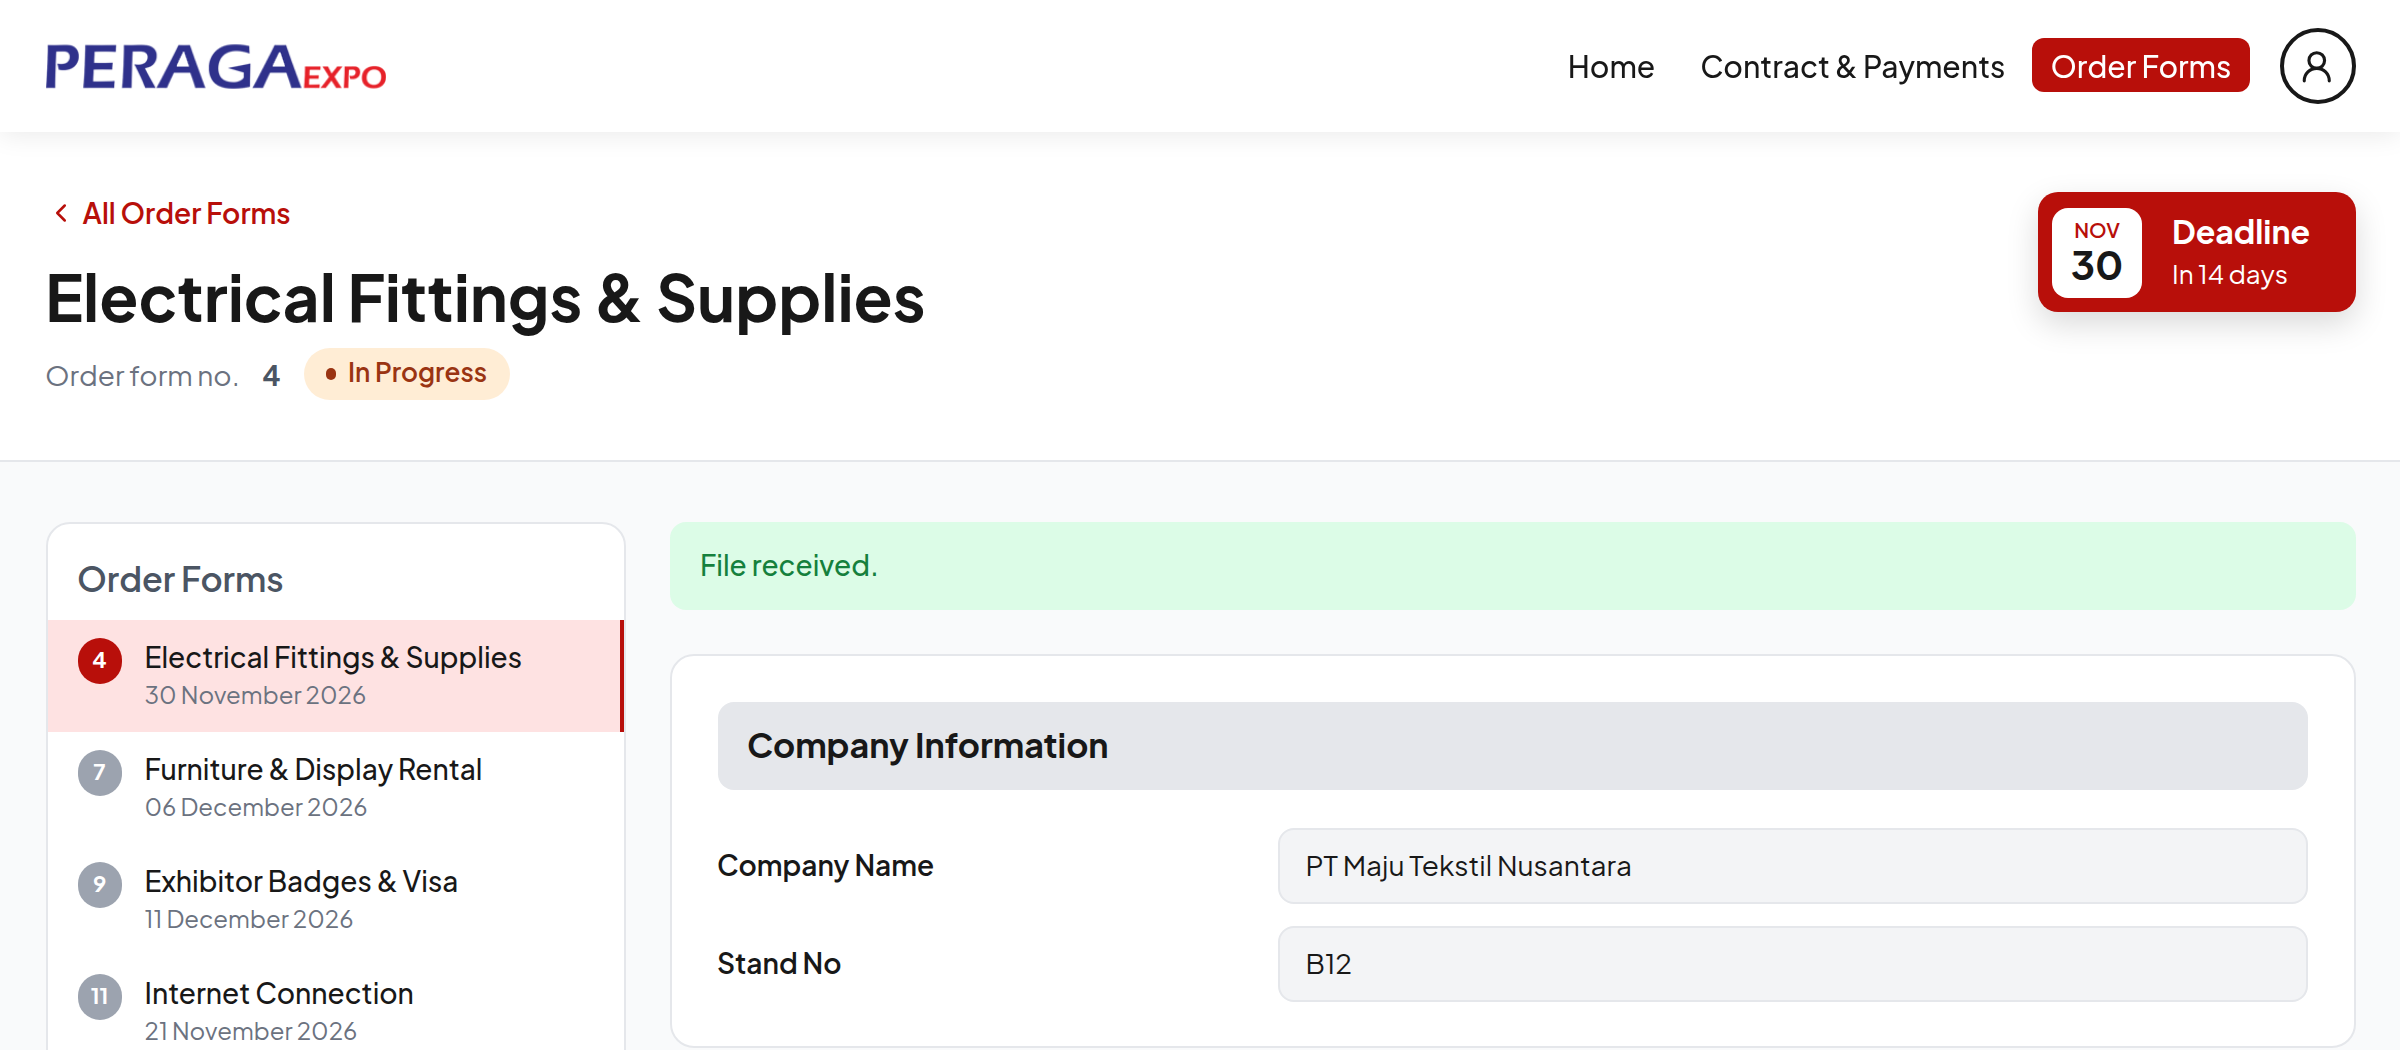 PERAGA EXPO
Home
Contract & Payments
Order Forms
All Order Forms
Electrical Fittings & Supplies
Order form no. 4
In Progress
NOV
30
Deadline
In 14 days
Order Forms
4
Electrical Fittings & Supplies
30 November 2026
7
Furniture & Display Rental
06 December 2026
9
Exhibitor Badges & Visa
11 December 2026
11
Internet Connection
21 November 2026
File received.
Company Information
Company Name
PT Maju Tekstil Nusantara
Stand No
B12